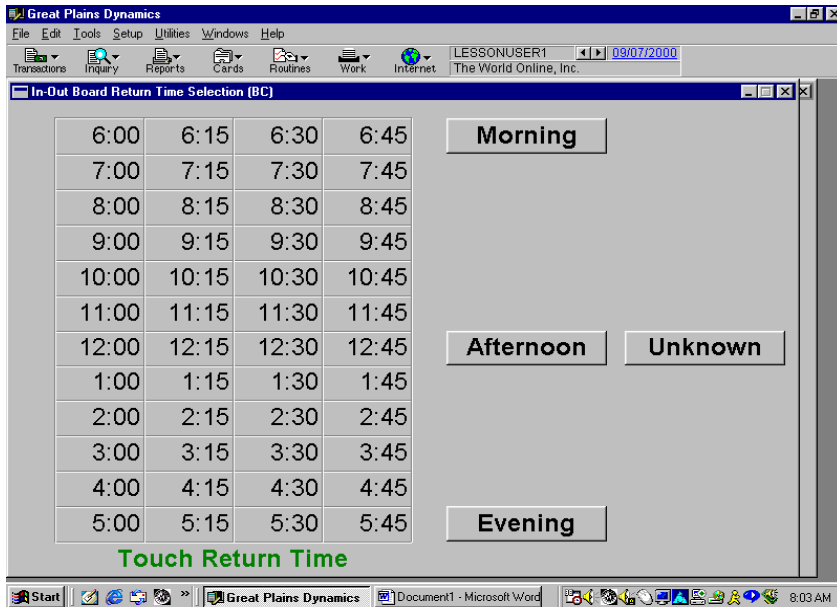 Great Plains Dynamics
File Edit Tools Setup Utilities Windows Help
Transactions Inquiry Reports Cards Routines Work Internet
LESSONUSER1 09/07/2000
The World Online, Inc.
In-Out Board Return Time Selection (BC)
6:00 6:15 6:30 6:45 Morning
7:00 7:15 7:30 7:45
8:00 8:15 8:30 8:45
9:00 9:15 9:30 9:45
10:00 10:15 10:30 10:45
11:00 11:15 11:30 11:45
12:00 12:15 12:30 12:45 Afternoon Unknown
1:00 1:15 1:30 1:45
2:00 2:15 2:30 2:45
3:00 3:15 3:30 3:45
4:00 4:15 4:30 4:45
5:00 5:15 5:30 5:45 Evening
Touch Return Time
Start » Great Plains Dynamics Document1 - Microsoft Word 8:03 AM